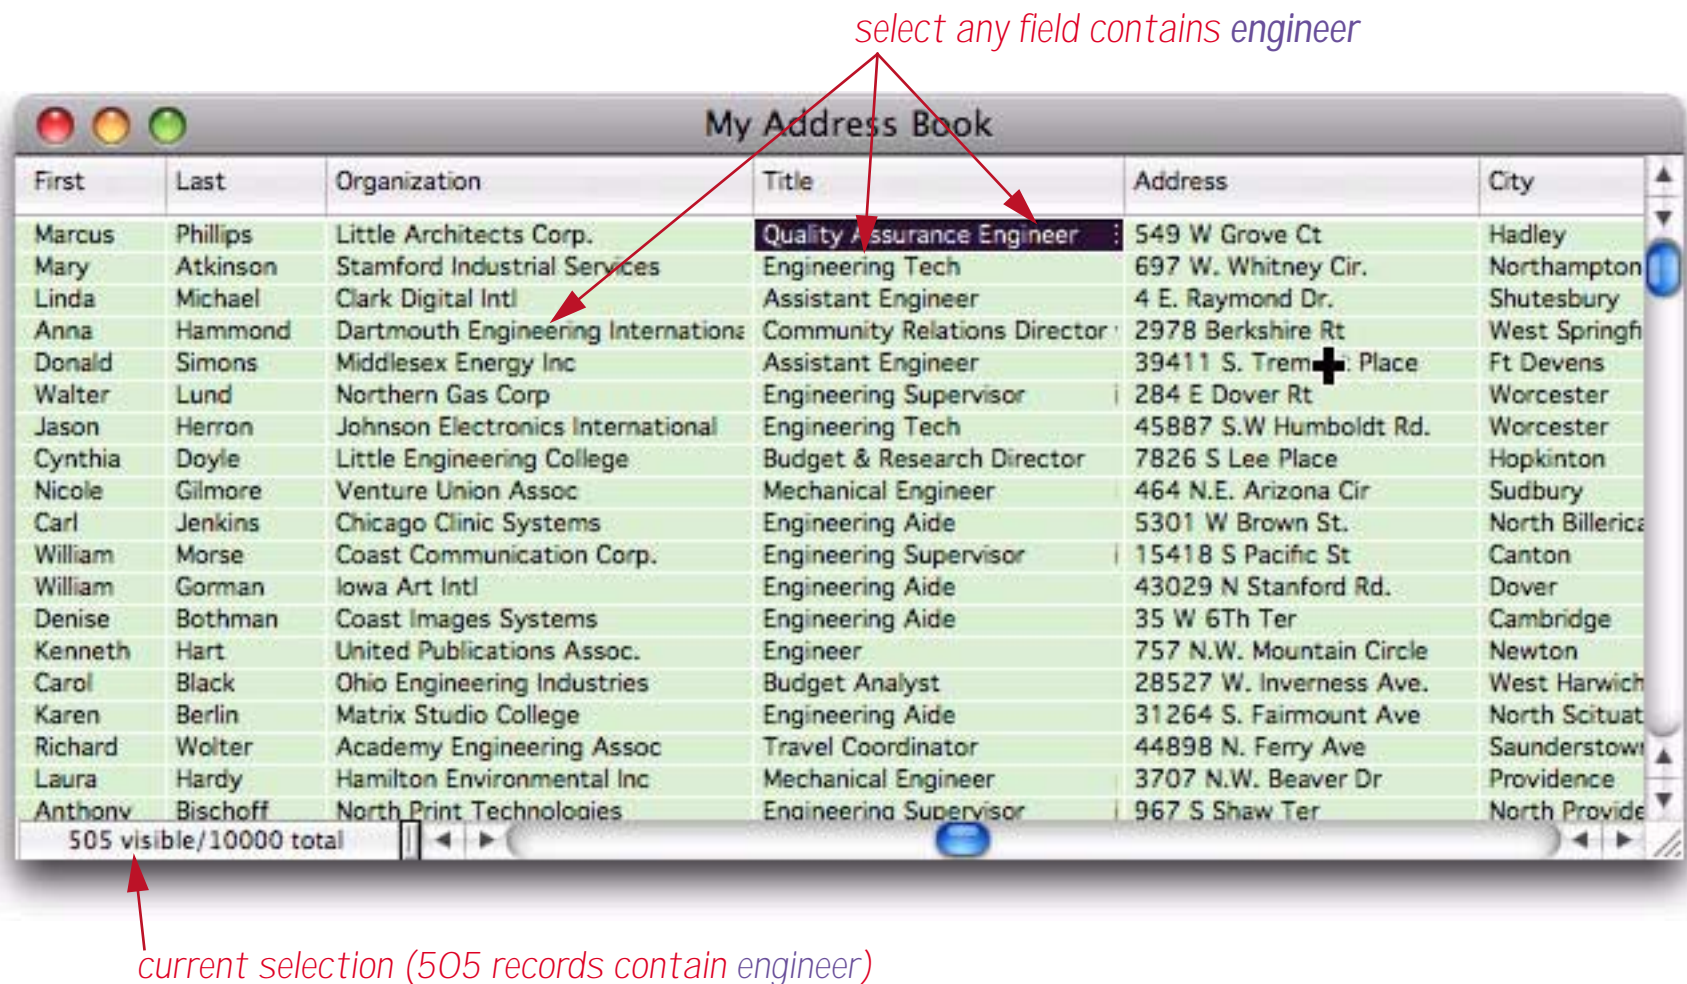 select any field contains engineer
My Address Book
First Last Organization Title Address City
Marcus Phillips Little Architects Corp. Quality Assurance Engineer 549 W Grove Ct Hadley
Mary Atkinson Stamford Industrial Services Engineering Tech 697 W. Whitney Cir. Northampton
Linda Michael Clark Digital Intl Assistant Engineer 4 E. Raymond Dr. Shutesbury
Anna Hammond Dartmouth Engineering Internationa Community Relations Director 2978 Berkshire Rt West Springfi
Donald Simons Middlesex Energy Inc Assistant Engineer 39411 S. Trem Place Ft Devens
Walter Lund Northern Gas Corp Engineering Supervisor 284 E Dover Rt Worcester
Jason Herron Johnson Electronics International Engineering Tech 45887 S.W Humboldt Rd. Worcester
Cynthia Doyle Little Engineering College Budget & Research Director 7826 S Lee Place Hopkinton
Nicole Gilmore Venture Union Assoc Mechanical Engineer 464 N.E. Arizona Cir Sudbury
Carl Jenkins Chicago Clinic Systems Engineering Aide 5301 W Brown St. North Billerica
William Morse Coast Communication Corp. Engineering Supervisor 15418 S Pacific St Canton
William Gorman Iowa Art Intl Engineering Aide 43029 N Stanford Rd. Dover
Denise Bothman Coast Images Systems Engineering Aide 35 W 6Th Ter Cambridge
Kenneth Hart United Publications Assoc. Engineer 757 N.W. Mountain Circle Newton
Carol Black Ohio Engineering Industries Budget Analyst 28527 W. Inverness Ave. West Harwich
Karen Berlin Matrix Studio College Engineering Aide 31264 S. Fairmount Ave North Scituat
Richard Wolter Academy Engineering Assoc Travel Coordinator 44898 N. Ferry Ave Saunderstown
Laura Hardy Hamilton Environmental Inc Mechanical Engineer 3707 N.W. Beaver Dr Providence
Anthony Bischoff North Print Technologies Engineering Supervisor 967 S Shaw Ter North Provide
505 visible/10000 total
current selection (505 records contain engineer)